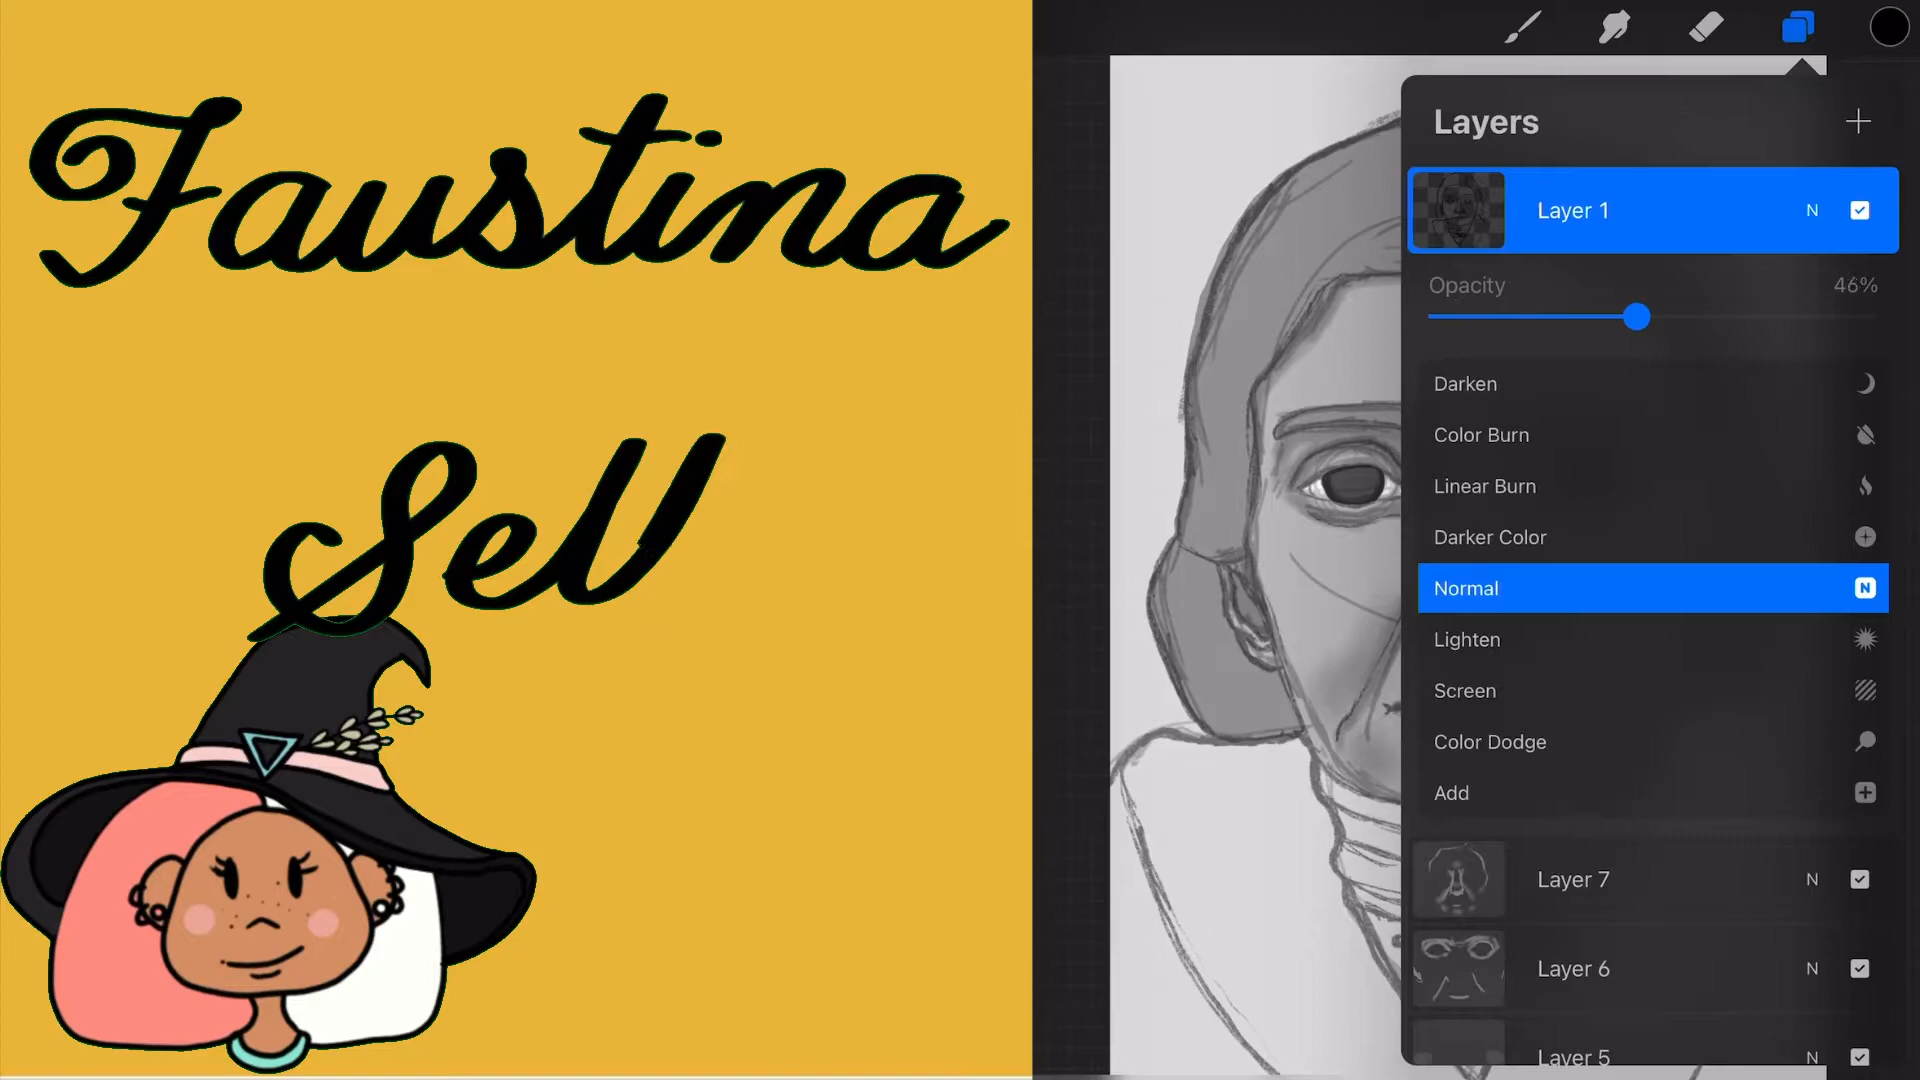 Faustina
Sell
Layers
Layer 1 N
Opacity 46%
Darken
Color Burn
Linear Burn
Darker Color
Normal N
Lighten
Screen
Color Dodge
Add
Layer 7 N
Layer 6 N
Layer 5 N